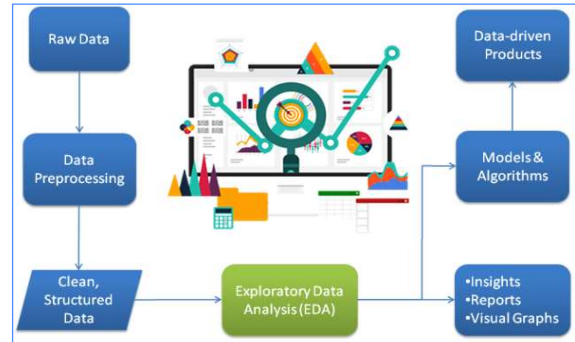 Raw Data
Data
Preprocessing
Clean,
Structured
Data
Exploratory Data
Analysis (EDA)
Data-driven
Products
Models &
Algorithms
•Insights
•Reports
•Visual Graphs